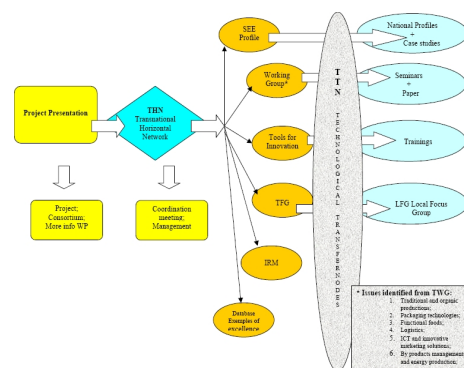 SEE
Profile
National Profiles
+
Case studies
Working
Group*
Seminars
+
Paper
Project Presentation
THN
Transnational
Horizontal
Network
Tools for
Innovation
Trainings
TFG
LFG Local Focus
Group
IRM
Database
Examples of
excellence
TTN
TECHNOLOGICAL
TRANSFERNODES
Project;
Consortium;
More info WP
Coordination
meeting;
Management
* Issues identified from TWG:
1. Traditional and organic
productions;
2. Packaging technologies;
3. Functional foods;
4. Logistics;
5. ICT and innovative
marketing solutions;
6. By products management
and energy production;